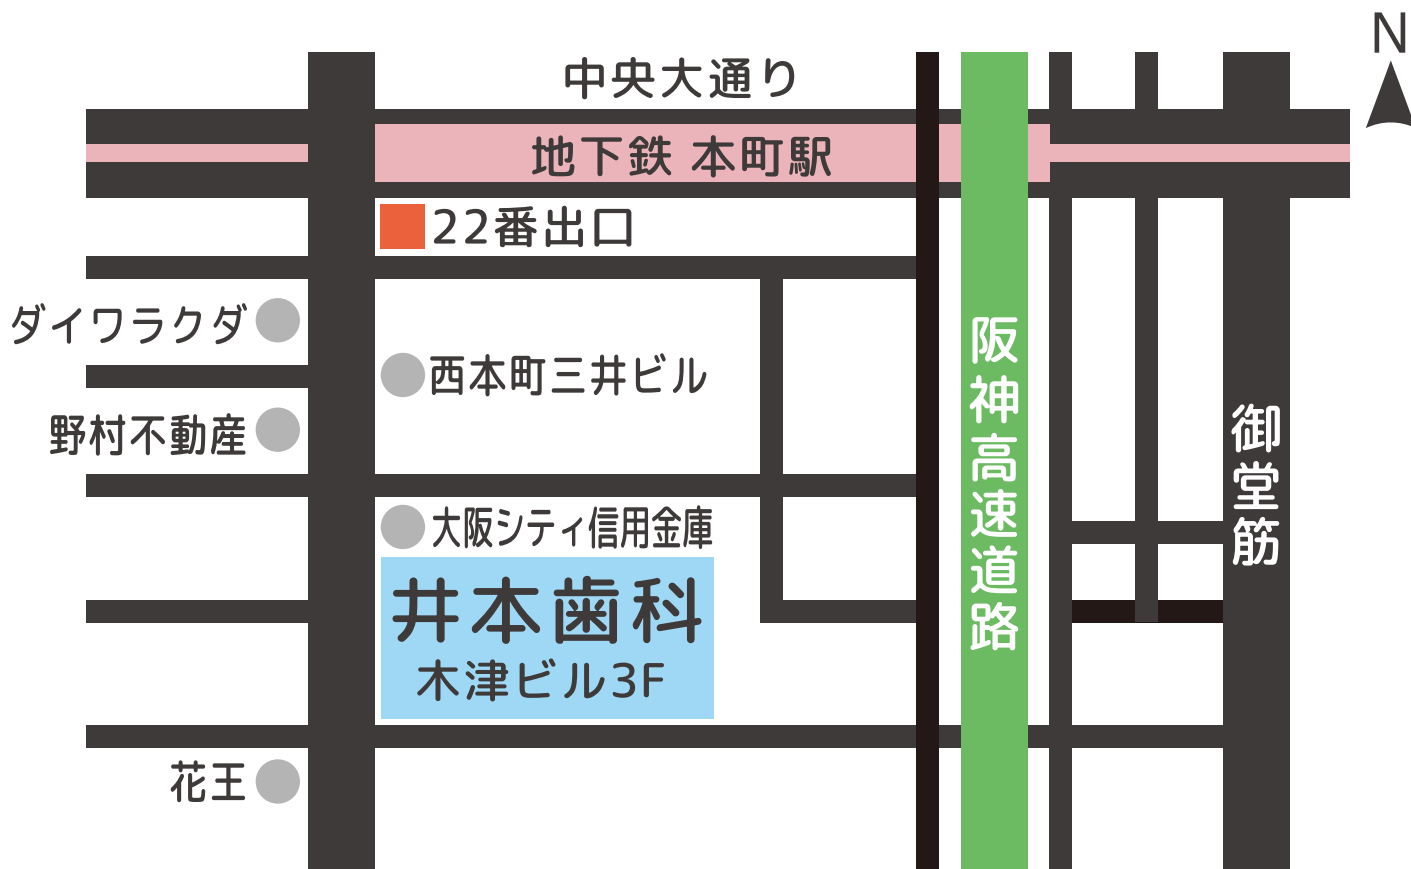 N
中央大通り
地下鉄 本町駅
22番出口
ダイワラクダ
西本町三井ビル
野村不動産
大阪シティ信用金庫
井本歯科
木津ビル3F
花王
阪神高速道路
御堂筋